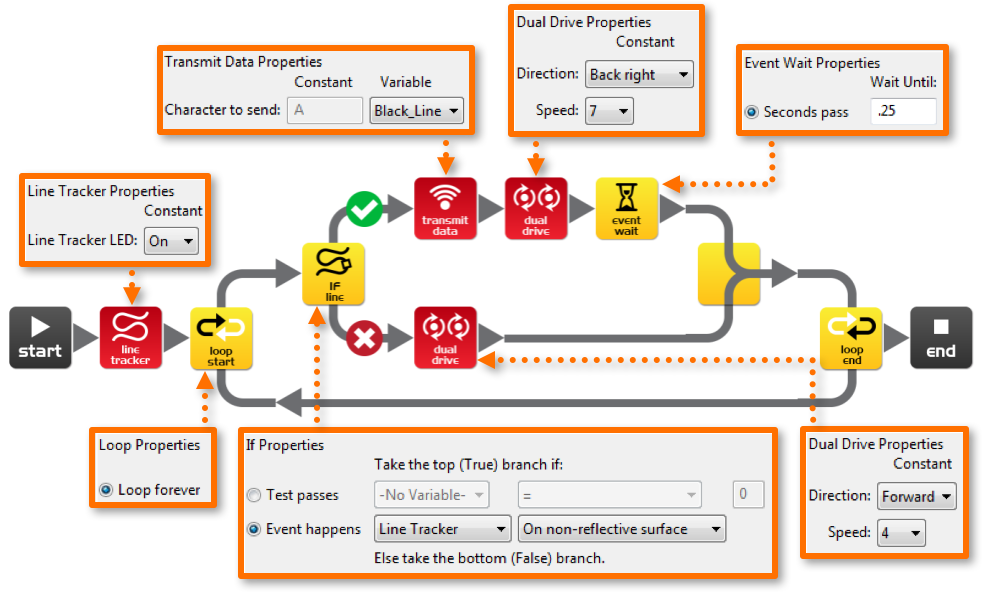 Dual Drive Properties
Constant
Direction: Back right
Speed: 7
Transmit Data Properties
Constant Variable
Character to send: A Black_Line
Event Wait Properties
Wait Until:
Seconds pass .25
Line Tracker Properties
Constant
Line Tracker LED: On
transmit
data
dual
drive
event
wait
IF
line
start
line
tracker
loop
start
dual
drive
loop
end
end
Loop Properties
Loop forever
If Properties
Take the top (True) branch if:
Test passes -No Variable- = 0
Event happens Line Tracker On non-reflective surface
Else take the bottom (False) branch.
Dual Drive Properties
Constant
Direction: Forward
Speed: 4